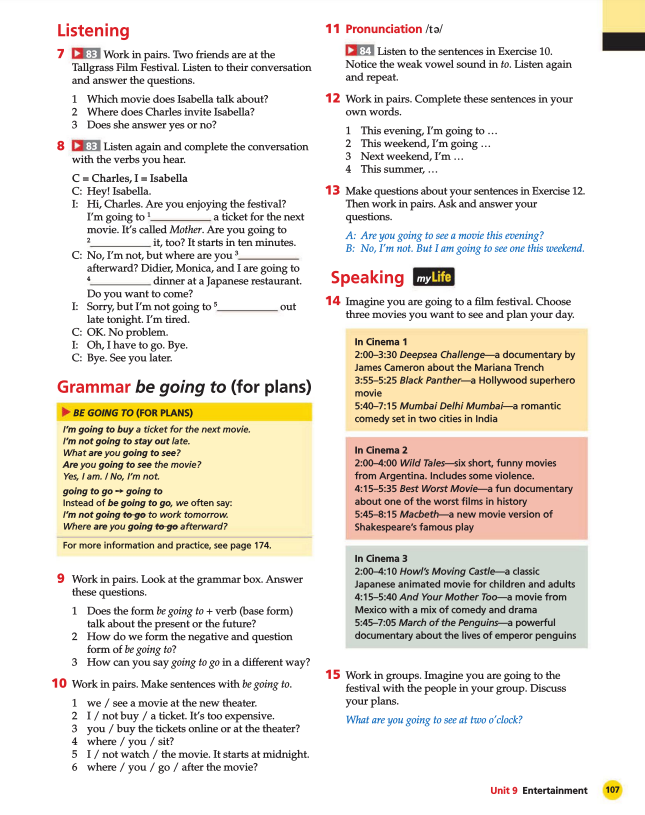 Listening
7 83 Work in pairs. Two friends are at the
Tallgrass Film Festival. Listen to their conversation
and answer the questions.
1 Which movie does Isabella talk about?
2 Where does Charles invite Isabella?
3 Does she answer yes or no?
8 83 Listen again and complete the conversation
with the verbs you hear.
C = Charles, I = Isabella
C: Hey! Isabella.
I: Hi, Charles. Are you enjoying the festival?
I'm going to 1__________ a ticket for the next
movie. It's called Mother. Are you going to
2__________ it, too? It starts in ten minutes.
C: No, I'm not, but where are you 3__________
afterward? Didier, Monica, and I are going to
4__________ dinner at a Japanese restaurant.
Do you want to come?
I: Sorry, but I'm not going to 5__________ out
late tonight. I'm tired.
C: OK. No problem.
I: Oh, I have to go. Bye.
C: Bye. See you later.
Grammar be going to (for plans)
BE GOING TO (FOR PLANS)
I'm going to buy a ticket for the next movie.
I'm not going to stay out late.
What are you going to see?
Are you going to see the movie?
Yes, I am. / No, I'm not.
going to go → going to
Instead of be going to go, we often say:
I'm not going to go to work tomorrow.
Where are you going to go afterward?
For more information and practice, see page 174.
9 Work in pairs. Look at the grammar box. Answer
these questions.
1 Does the form be going to + verb (base form)
talk about the present or the future?
2 How do we form the negative and question
form of be going to?
3 How can you say going to go in a different way?
10 Work in pairs. Make sentences with be going to.
1 we / see a movie at the new theater.
2 I / not buy / a ticket. It's too expensive.
3 you / buy the tickets online or at the theater?
4 where / you / sit?
5 I / not watch / the movie. It starts at midnight.
6 where / you / go / after the movie?
11 Pronunciation /tə/
84 Listen to the sentences in Exercise 10.
Notice the weak vowel sound in to. Listen again
and repeat.
12 Work in pairs. Complete these sentences in your
own words.
1 This evening, I'm going to …
2 This weekend, I'm going …
3 Next weekend, I'm …
4 This summer, …
13 Make questions about your sentences in Exercise 12.
Then work in pairs. Ask and answer your
questions.
A: Are you going to see a movie this evening?
B: No, I'm not. But I am going to see one this weekend.
Speaking my Life
14 Imagine you are going to a film festival. Choose
three movies you want to see and plan your day.
In Cinema 1
2:00–3:30 Deepsea Challenge—a documentary by
James Cameron about the Mariana Trench
3:55–5:25 Black Panther—a Hollywood superhero
movie
5:40–7:15 Mumbai Delhi Mumbai—a romantic
comedy set in two cities in India
In Cinema 2
2:00–4:00 Wild Tales—six short, funny movies
from Argentina. Includes some violence.
4:15–5:35 Best Worst Movie—a fun documentary
about one of the worst films in history
5:45–8:15 Macbeth—a new movie version of
Shakespeare's famous play
In Cinema 3
2:00–4:10 Howl's Moving Castle—a classic
Japanese animated movie for children and adults
4:15–5:40 And Your Mother Too—a movie from
Mexico with a mix of comedy and drama
5:45–7:05 March of the Penguins—a powerful
documentary about the lives of emperor penguins
15 Work in groups. Imagine you are going to the
festival with the people in your group. Discuss
your plans.
What are you going to see at two o'clock?
Unit 9 Entertainment 107